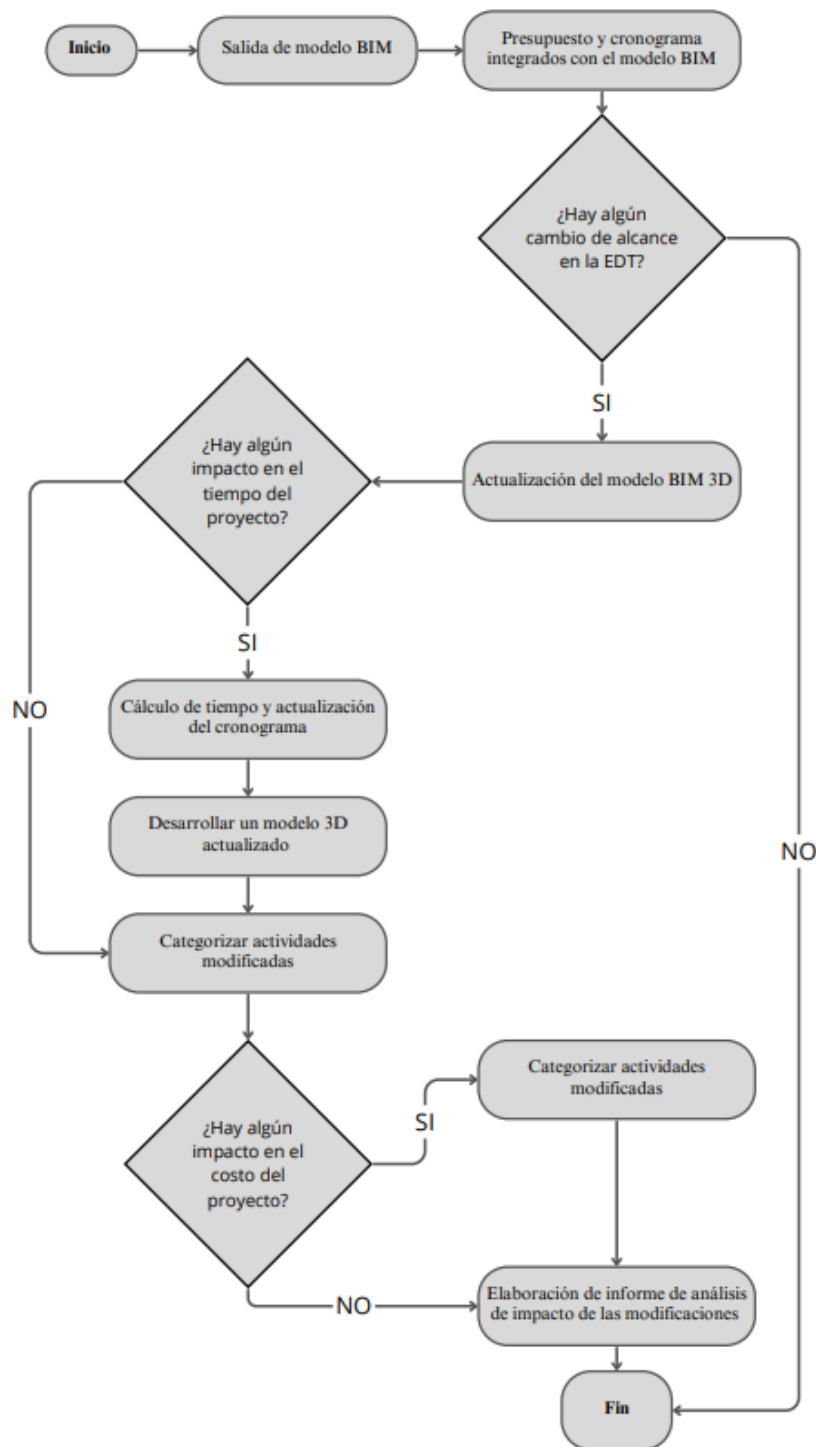 Inicio
Salida de modelo BIM
Presupuesto y cronograma
integrados con el modelo BIM
¿Hay algún
cambio de alcance
en la EDT?
SI
¿Hay algún
impacto en el
tiempo del
proyecto?
Actualización del modelo BIM 3D
SI
NO
Cálculo de tiempo y actualización
del cronograma
Desarrollar un modelo 3D
actualizado
NO
Categorizar actividades
modificadas
Categorizar actividades
modificadas
¿Hay algún
impacto en el
costo del
proyecto?
SI
NO
Elaboración de informe de análisis
de impacto de las modificaciones
Fin